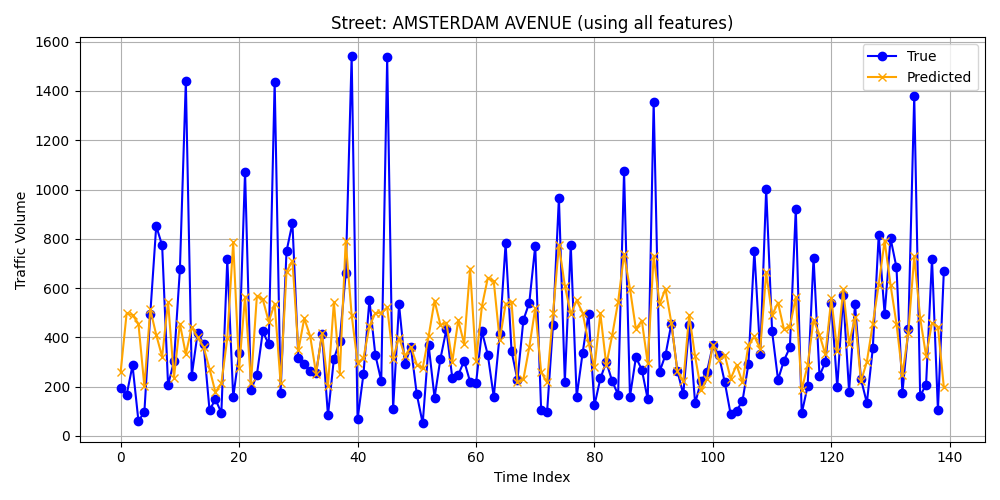 Street: AMSTERDAM AVENUE (using all features)
True
Predicted
Traffic Volume
1600
1400
1200
1000
800
600
400
200
0
0 20 40 60 80 100 120 140
Time Index